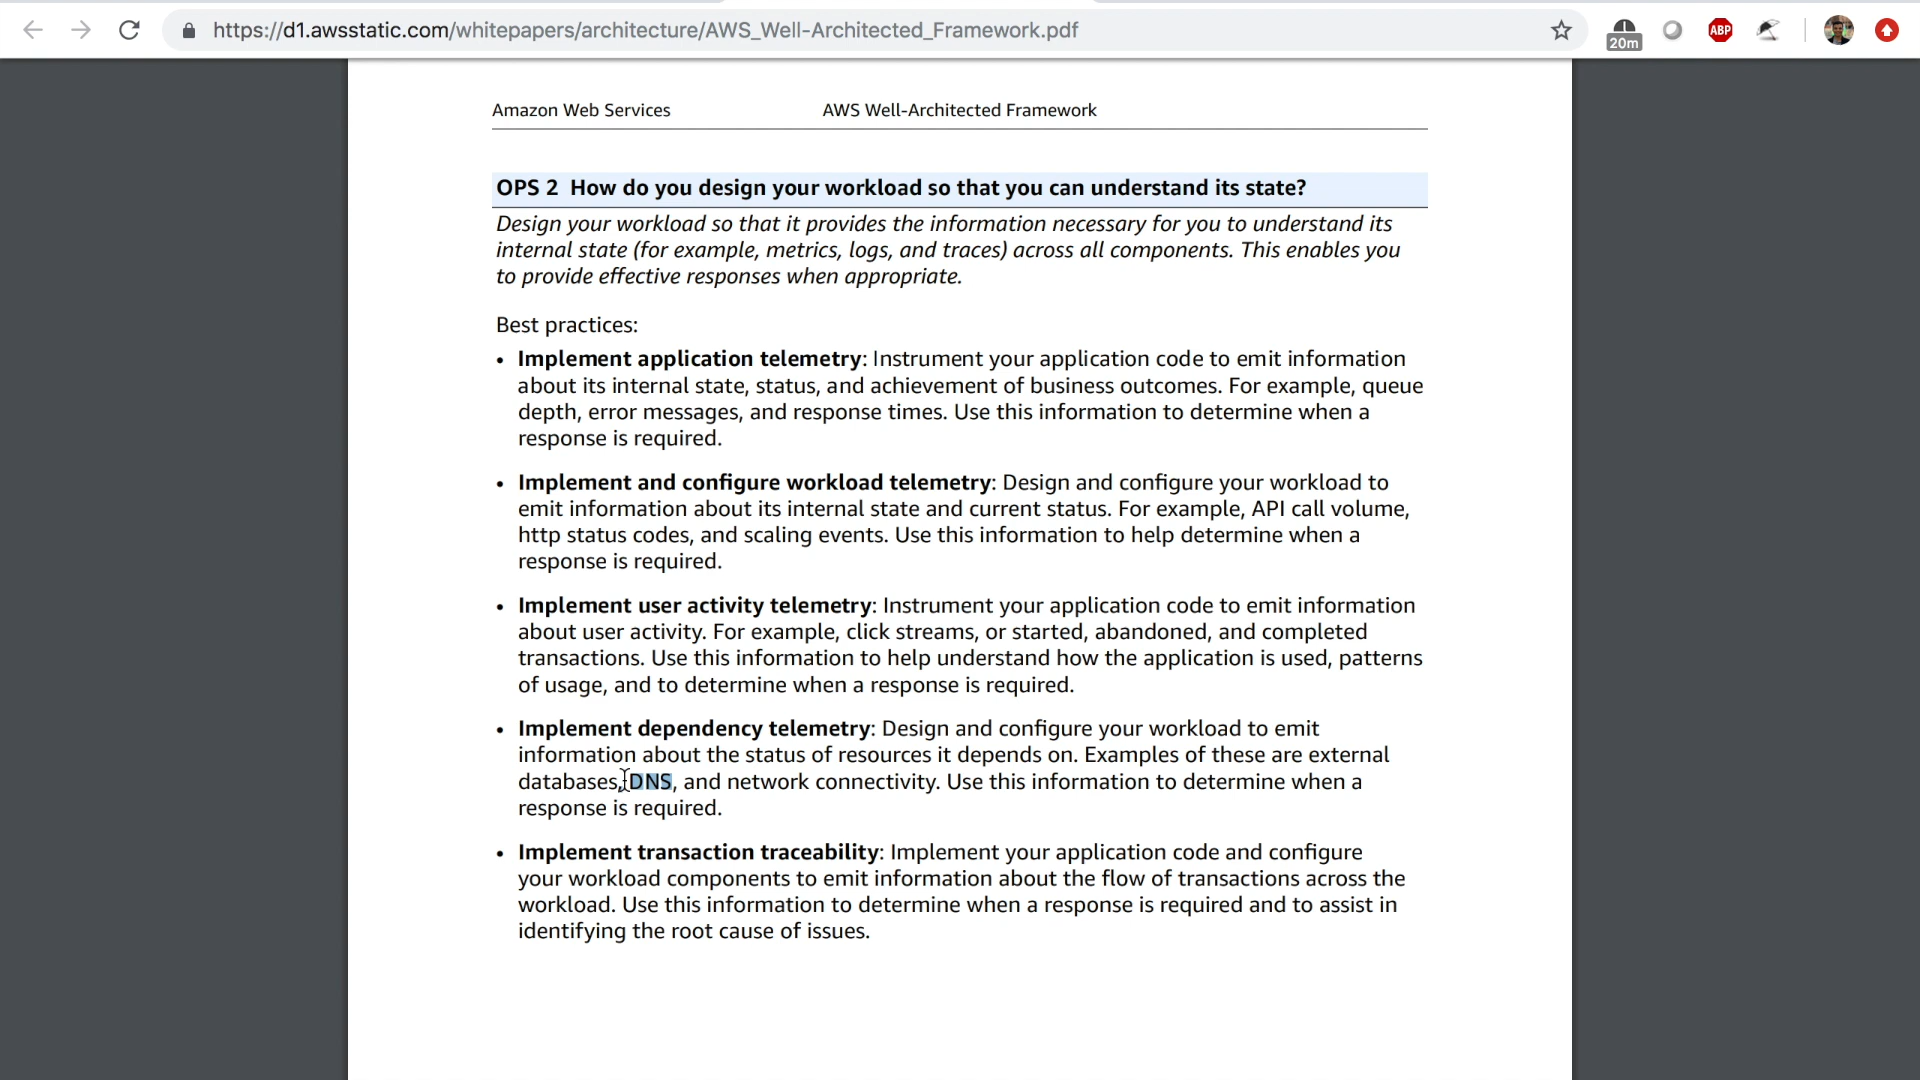 https://d1.awsstatic.com/whitepapers/architecture/AWS_Well-Architected_Framework.pdf
20m
ABP
Amazon Web Services AWS Well-Architected Framework
OPS 2 How do you design your workload so that you can understand its state?
Design your workload so that it provides the information necessary for you to understand its
internal state (for example, metrics, logs, and traces) across all components. This enables you
to provide effective responses when appropriate.
Best practices:
• Implement application telemetry: Instrument your application code to emit information
about its internal state, status, and achievement of business outcomes. For example, queue
depth, error messages, and response times. Use this information to determine when a
response is required.
• Implement and configure workload telemetry: Design and configure your workload to
emit information about its internal state and current status. For example, API call volume,
http status codes, and scaling events. Use this information to help determine when a
response is required.
• Implement user activity telemetry: Instrument your application code to emit information
about user activity. For example, click streams, or started, abandoned, and completed
transactions. Use this information to help understand how the application is used, patterns
of usage, and to determine when a response is required.
• Implement dependency telemetry: Design and configure your workload to emit
information about the status of resources it depends on. Examples of these are external
databases, DNS, and network connectivity. Use this information to determine when a
response is required.
• Implement transaction traceability: Implement your application code and configure
your workload components to emit information about the flow of transactions across the
workload. Use this information to determine when a response is required and to assist in
identifying the root cause of issues.